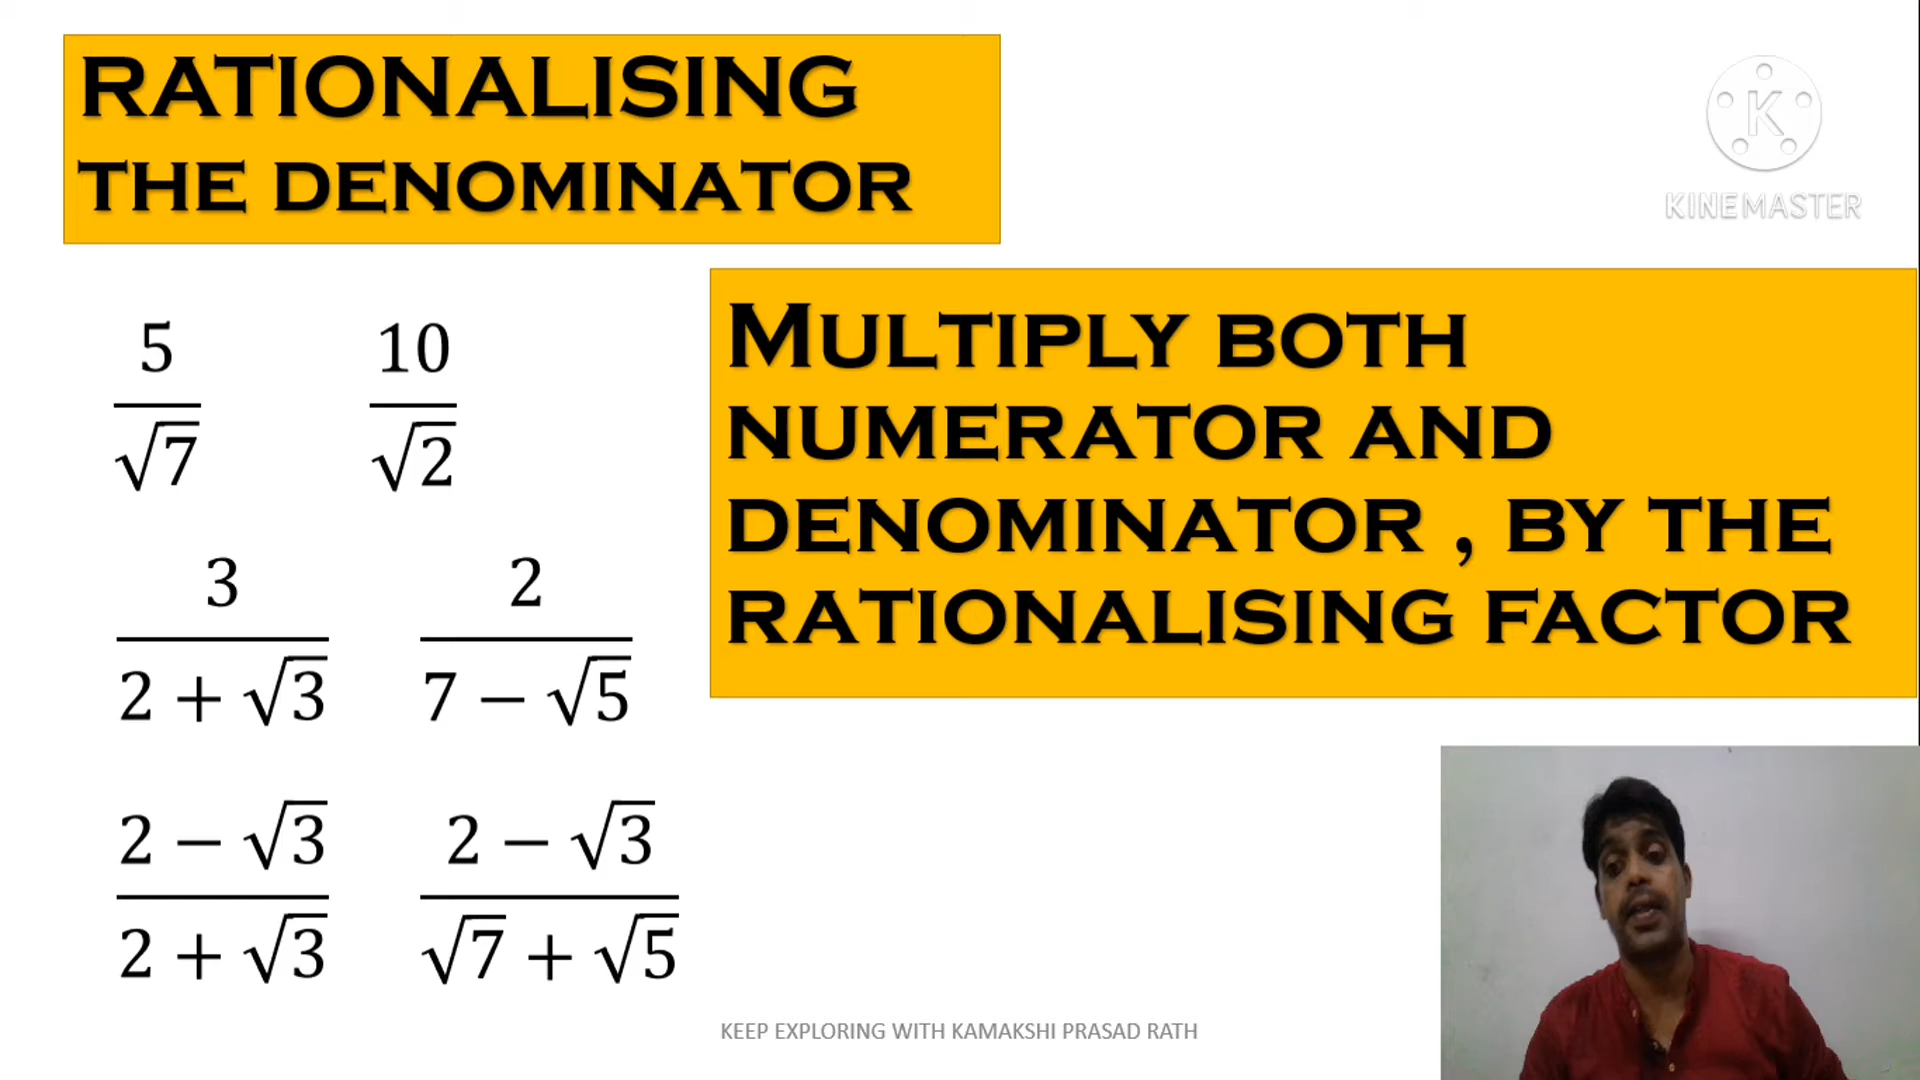 RATIONALISING
THE DENOMINATOR
K
KINEMASTER
5/√7 10/√2
MULTIPLY BOTH
NUMERATOR AND
DENOMINATOR , BY THE
RATIONALISING FACTOR
3/(2 + √3) 2/(7 − √5)
(2 − √3)/(2 + √3) (2 − √3)/(√7 + √5)
KEEP EXPLORING WITH KAMAKSHI PRASAD RATH